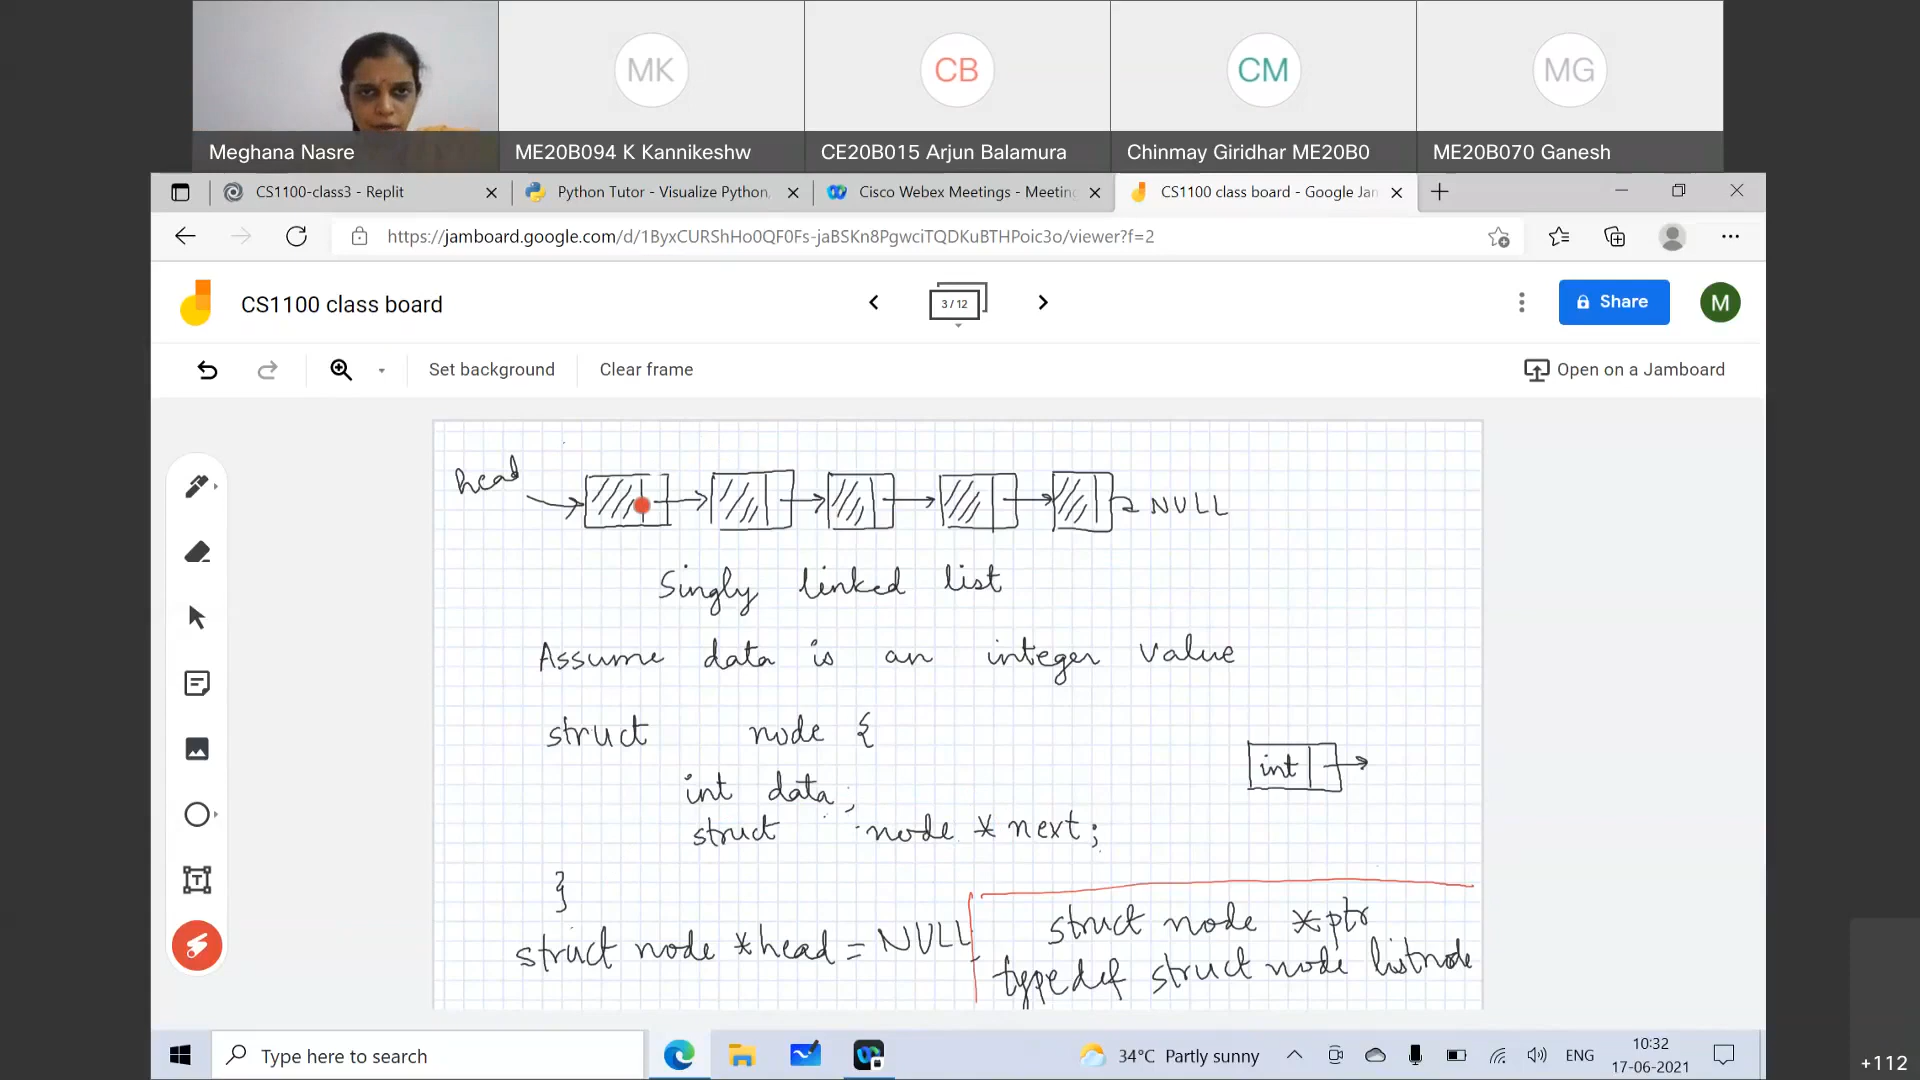 MK
CB
CM
MG
Meghana Nasre
ME20B094 K Kannikeshw
CE20B015 Arjun Balamura
Chinmay Giridhar ME20B0
ME20B070 Ganesh
CS1100-class3 - Replit
Python Tutor - Visualize Python,
Cisco Webex Meetings - Meeting
CS1100 class board - Google Jan
https://jamboard.google.com/d/1ByxCURShHo0QF0Fs-jaBSKn8PgwciTQDKuBTHPoic3o/viewer?f=2
CS1100 class board
3 / 12
Share
M
Set background
Clear frame
Open on a Jamboard
head
NULL
Singly linked list
Assume data is an integer value
struct node {
int data;
int
struct node * next;
}
struct node *head = NULL
struct node *ptr
typedef struct node listnode
Type here to search
34°C Partly sunny
ENG
10:32
17-06-2021
+112